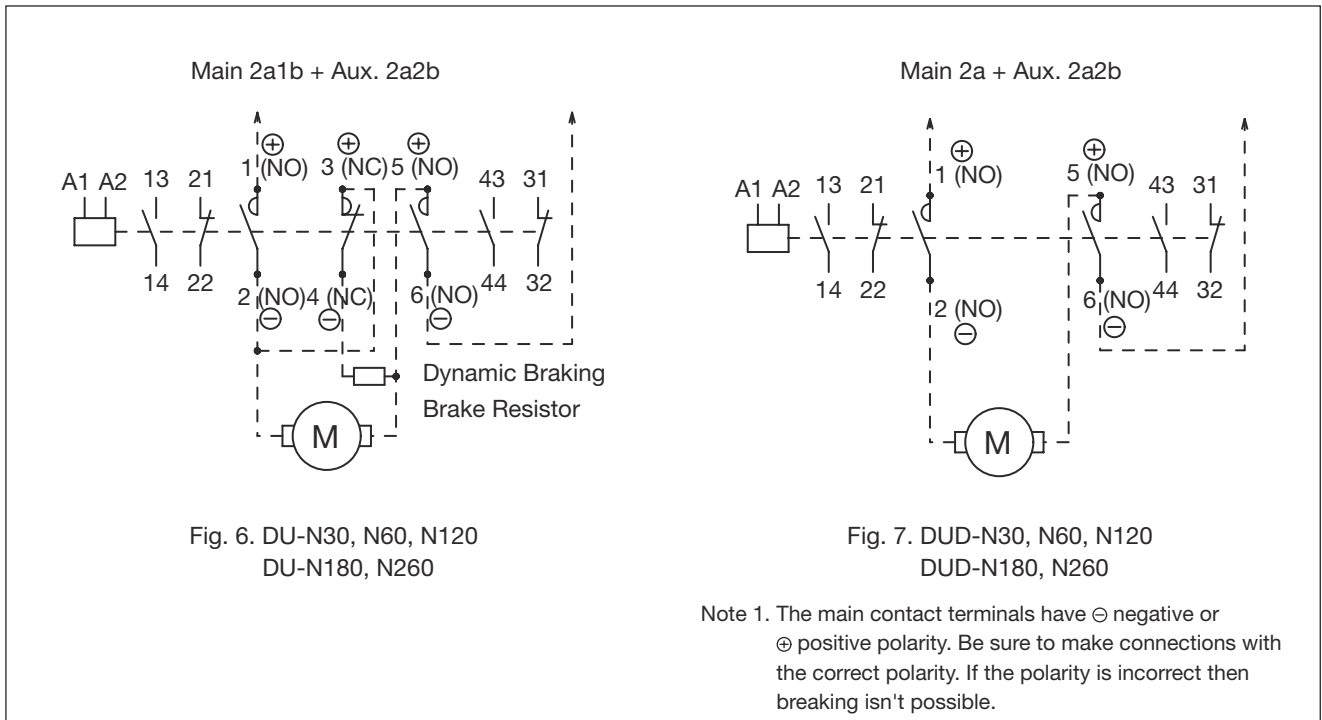 Main 2a1b + Aux. 2a2b
⊕ ⊕ ⊕
1 (NO) 3 (NC) 5 (NO)
A1 A2 13 21 43 31
14 22 44 32
2 (NO) 4 (NC) 6 (NO)
⊖ ⊖ ⊖
Dynamic Braking
Brake Resistor
M
Fig. 6. DU-N30, N60, N120
DU-N180, N260
Main 2a + Aux. 2a2b
⊕ ⊕
1 (NO) 5 (NO)
A1 A2 13 21 43 31
14 22 44 32
2 (NO) 6 (NO)
⊖ ⊖
M
Fig. 7. DUD-N30, N60, N120
DUD-N180, N260
Note 1. The main contact terminals have ⊖ negative or
⊕ positive polarity. Be sure to make connections with
the correct polarity. If the polarity is incorrect then
breaking isn't possible.